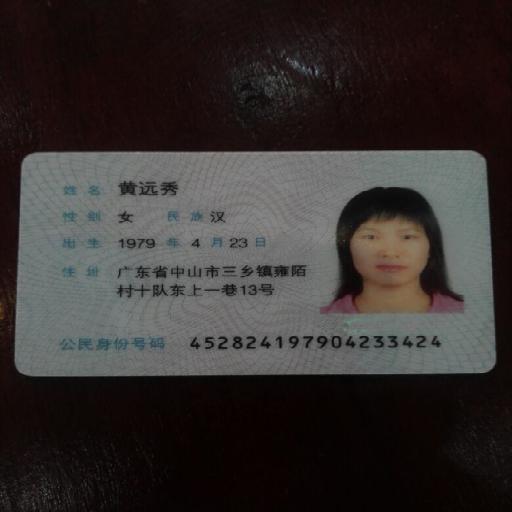 姓名 黄远秀
性别 女 民族 汉
出生 1979 年 4 月 23 日
住址 广东省中山市三乡镇雍陌
村十队东上一巷13号
公民身份号码 452824197904233424